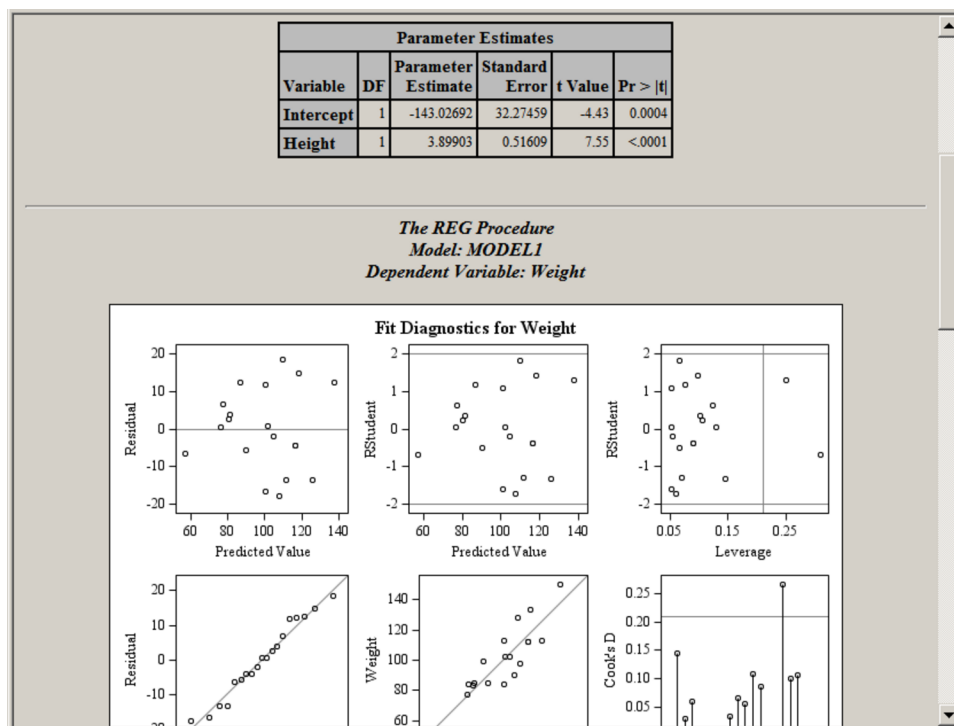 Parameter Estimates
Variable DF Parameter Estimate Standard Error t Value Pr > |t|
Intercept 1 -143.02692 32.27459 -4.43 0.0004
Height 1 3.89903 0.51609 7.55 <.0001
The REG Procedure
Model: MODEL1
Dependent Variable: Weight
Fit Diagnostics for Weight
Residual
20
10
0
-10
-20
60 80 100 120 140
Predicted Value
RStudent
2
1
0
-1
-2
60 80 100 120 140
Predicted Value
RStudent
2
1
0
-1
-2
0.05 0.15 0.25
Leverage
Residual
20
10
0
-10
-20
Weight
140
120
100
80
60
Cook's D
0.25
0.20
0.15
0.10
0.05